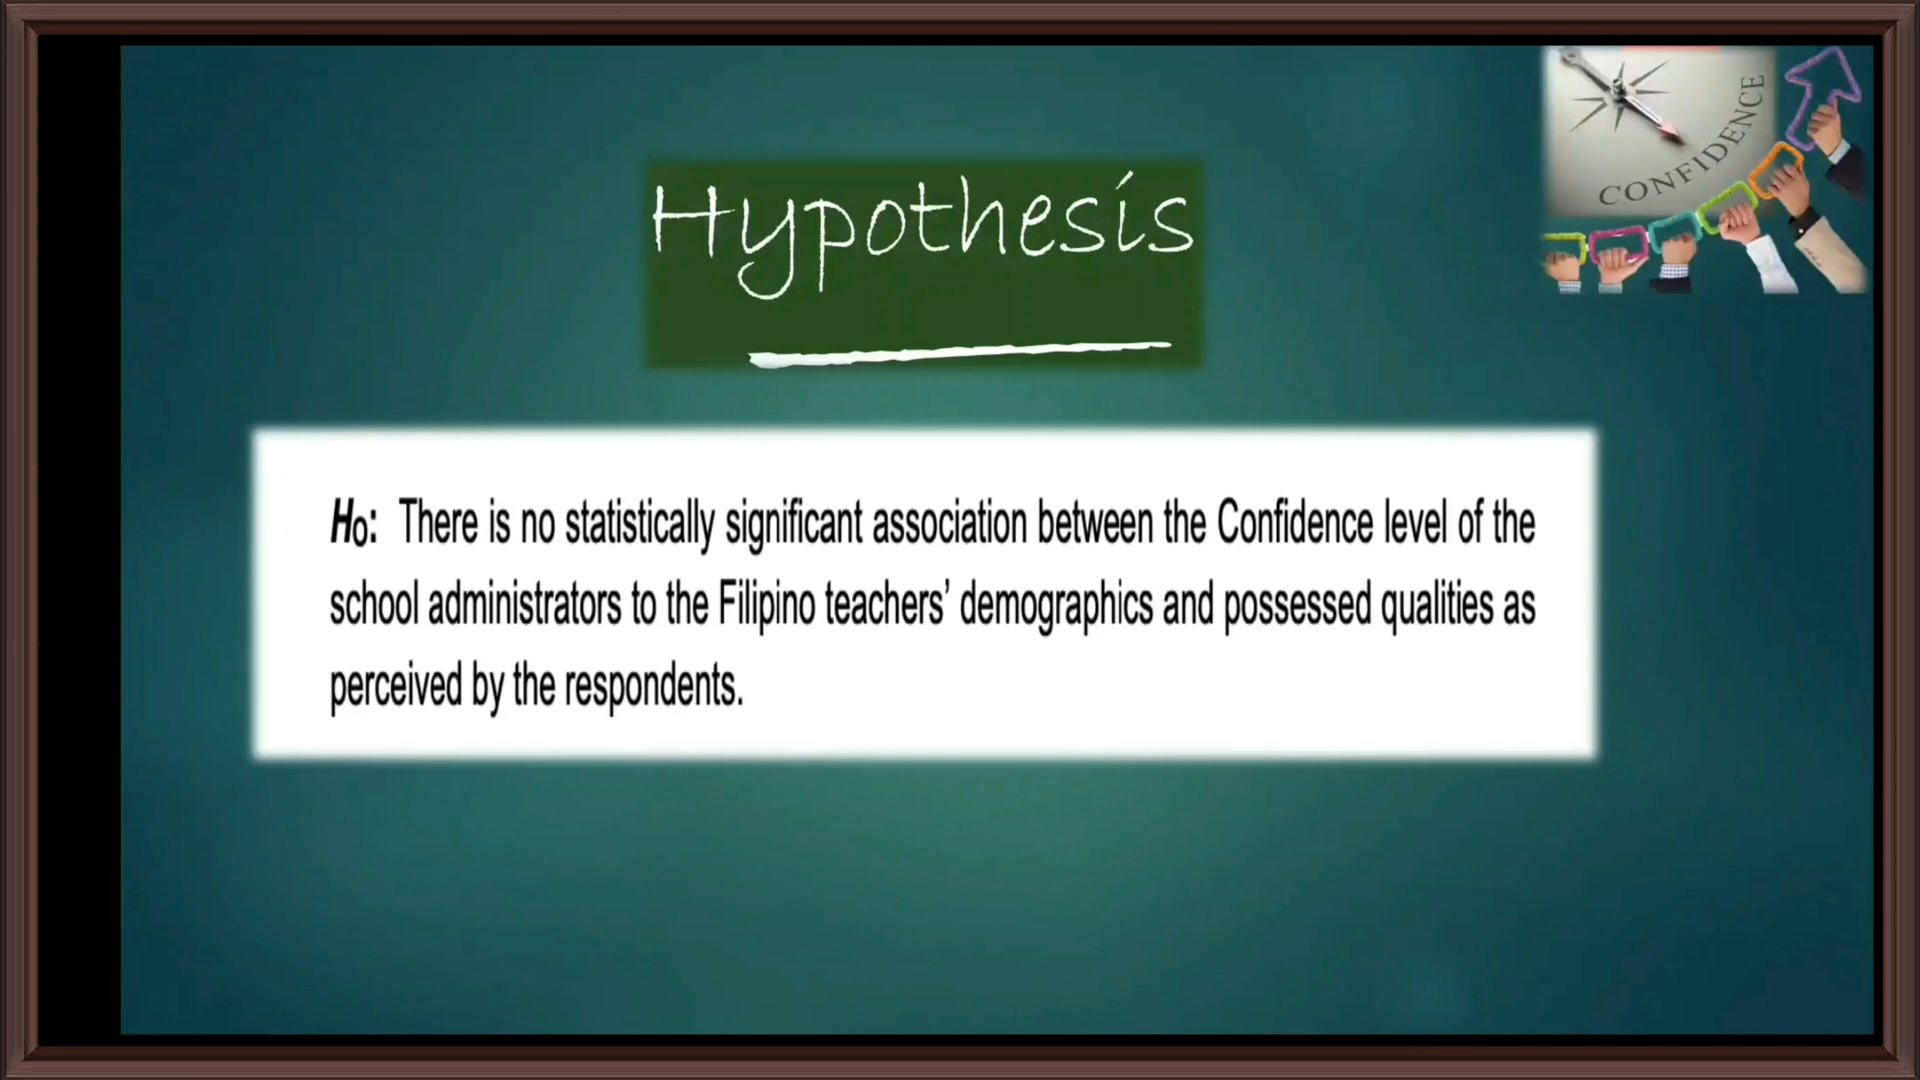 CONFIDENCE
Hypothesis
H0: There is no statistically significant association between the Confidence level of the
school administrators to the Filipino teachers’ demographics and possessed qualities as
perceived by the respondents.